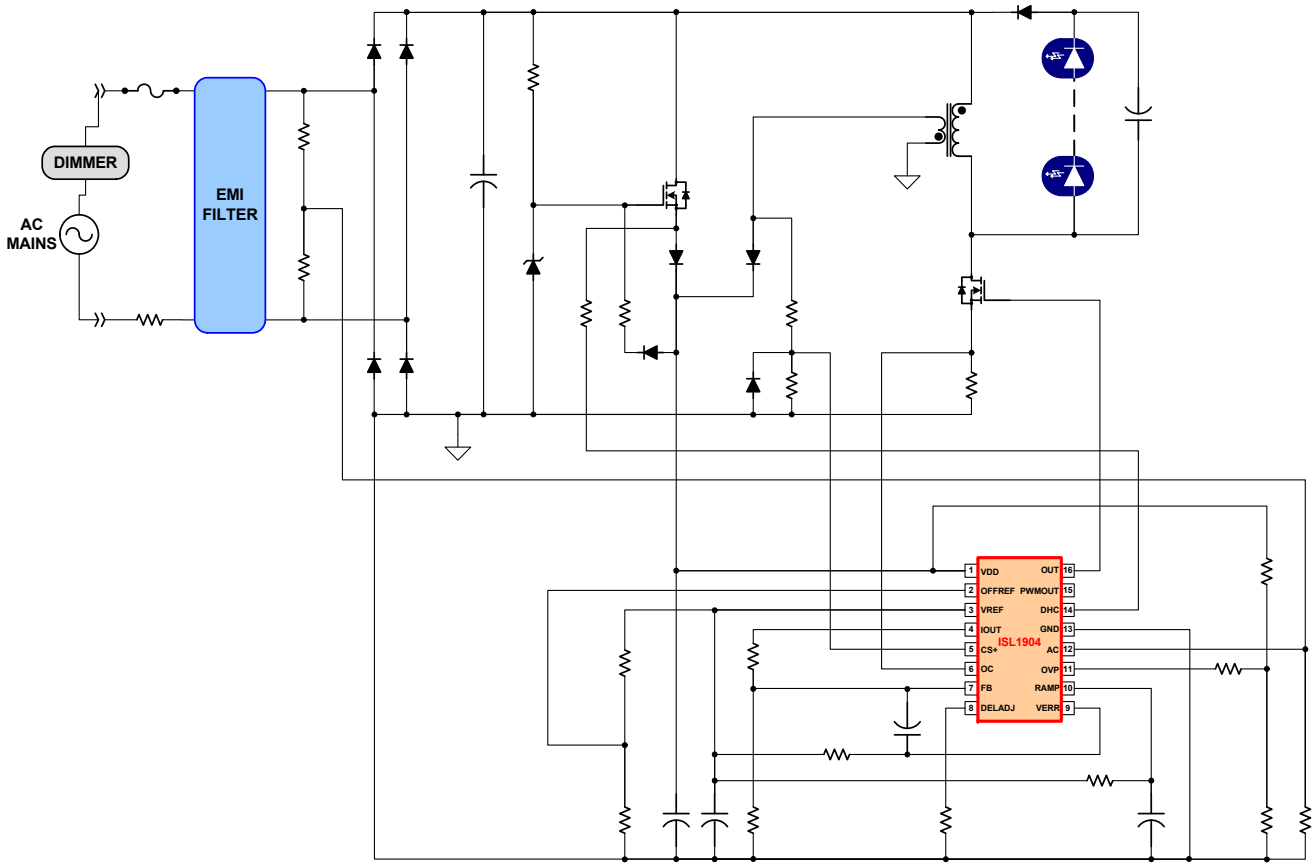 DIMMER
AC
MAINS
EMI
FILTER
1 VDD OUT 16
2 OFFREF PWMOUT 15
3 VREF DHC 14
4 IOUT GND 13
ISL1904
5 CS+ AC 12
6 OC OVP 11
7 FB RAMP 10
8 DELADJ VERR 9